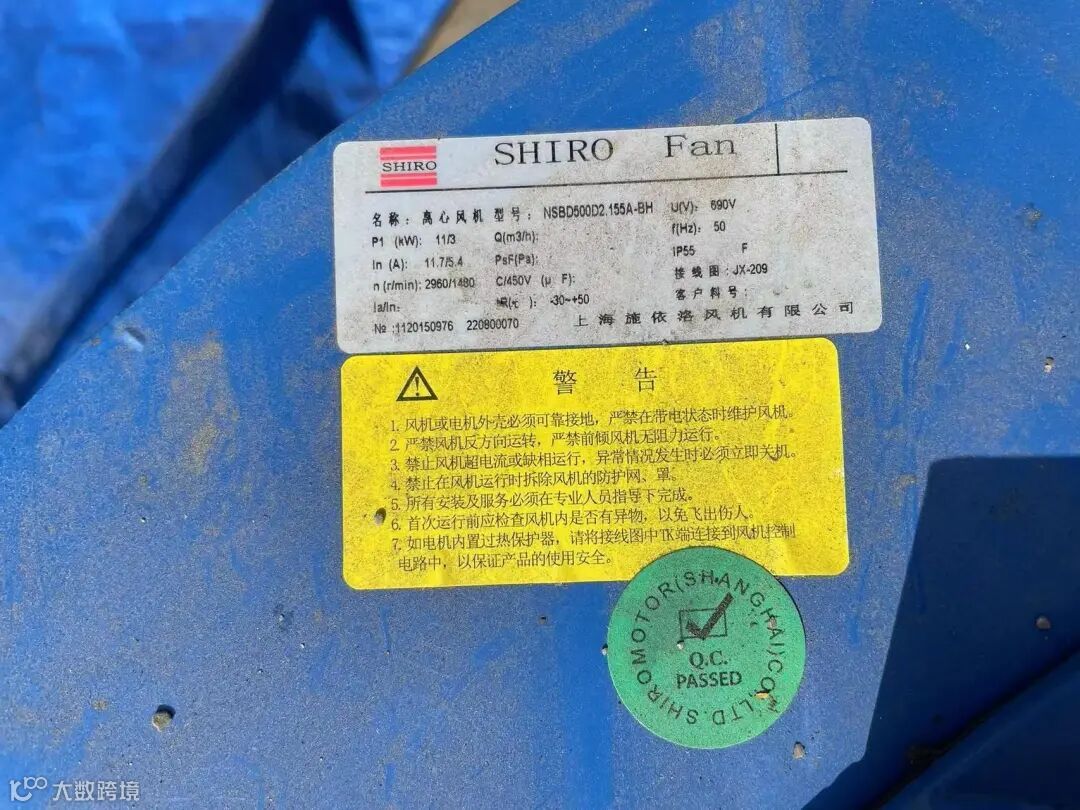 SHIRO
SHIRO Fan
名称：离心风机 型号：NSBD500D2.155A-BH U(V): 690V
P1 (kW): 11/3 Q(m3/h): f(Hz): 50
In (A): 11.7/5.4 PsF(Pa): IP55 F
n (r/min): 2960/1480 C/450V (μ F): 接线图：JX-209
Ia/In: tR(℃): -30~+50 客户料号：
№ :1120150976 220800070 上海施依洛风机有限公司
警 告
1. 风机或电机外壳必须可靠接地，严禁在带电状态时维护风机。
2. 严禁风机反方向运转，严禁前倾风机无阻力运行。
3. 禁止风机超电流或缺相运行，异常情况发生时必须立即关机。
4. 禁止在风机运行时拆除风机的防护网、罩。
5. 所有安装及服务必须在专业人员指导下完成。
6. 首次运行前应检查风机内是否有异物，以免飞出伤人。
7. 如电机内置过热保护器，请将接线图中TK端连接到风机控制
电路中，以保证产品的使用安全。
SHIROMOTOR(SHANGHAI)CO.,LTD.
Q.C.
PASSED
大数跨境